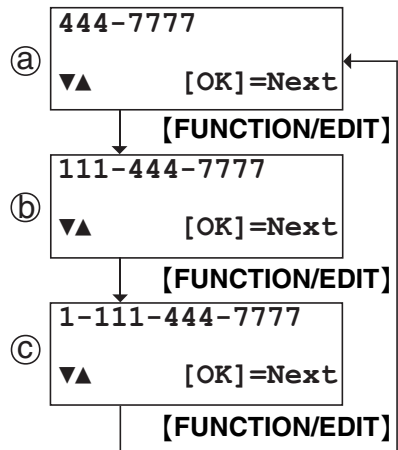 444-7777
ⓐ
▼▲ [OK]=Next
【FUNCTION/EDIT】
111-444-7777
ⓑ
▼▲ [OK]=Next
【FUNCTION/EDIT】
1-111-444-7777
ⓒ
▼▲ [OK]=Next
【FUNCTION/EDIT】